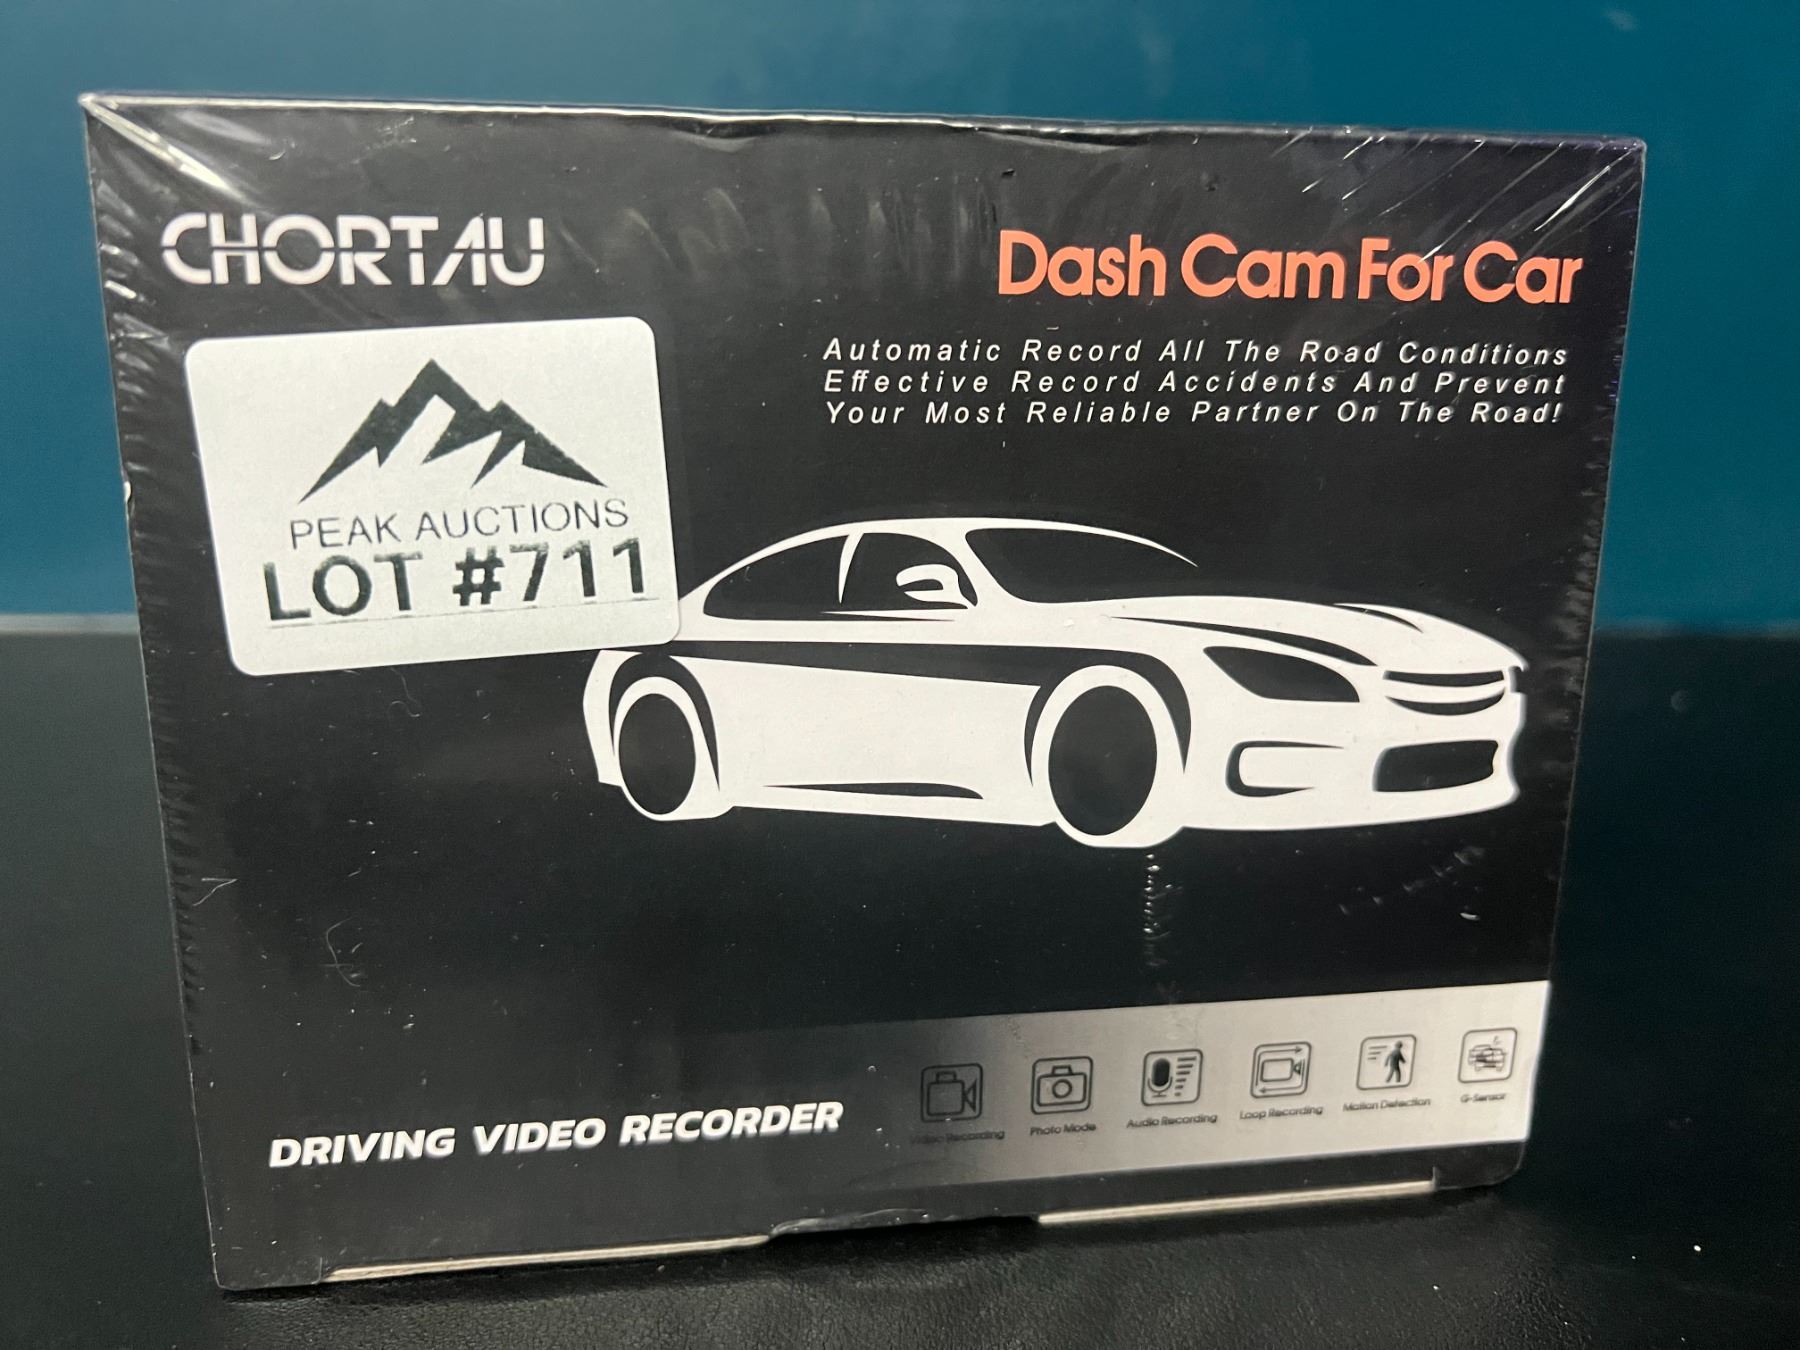 CHORTAU
Dash Cam For Car
Automatic Record All The Road Conditions
Effective Record Accidents And Prevent
Your Most Reliable Partner On The Road!
PEAK AUCTIONS
LOT #711
DRIVING VIDEO RECORDER
Video Recording
Photo Mode
Audio Recording
Loop Recording
Motion Detection
G-Sensor